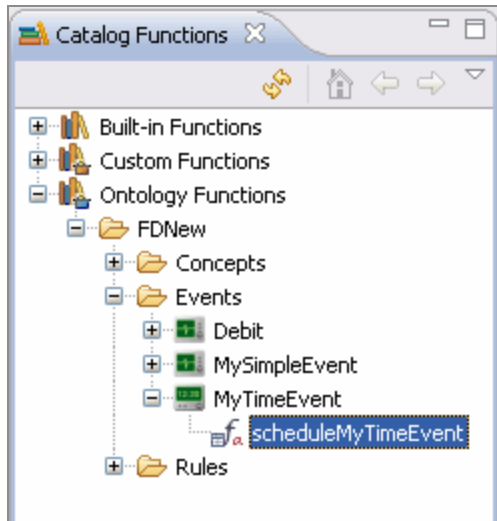 Catalog Functions
Built-in Functions
Custom Functions
Ontology Functions
FDNew
Concepts
Events
Debit
MySimpleEvent
MyTimeEvent
scheduleMyTimeEvent
Rules